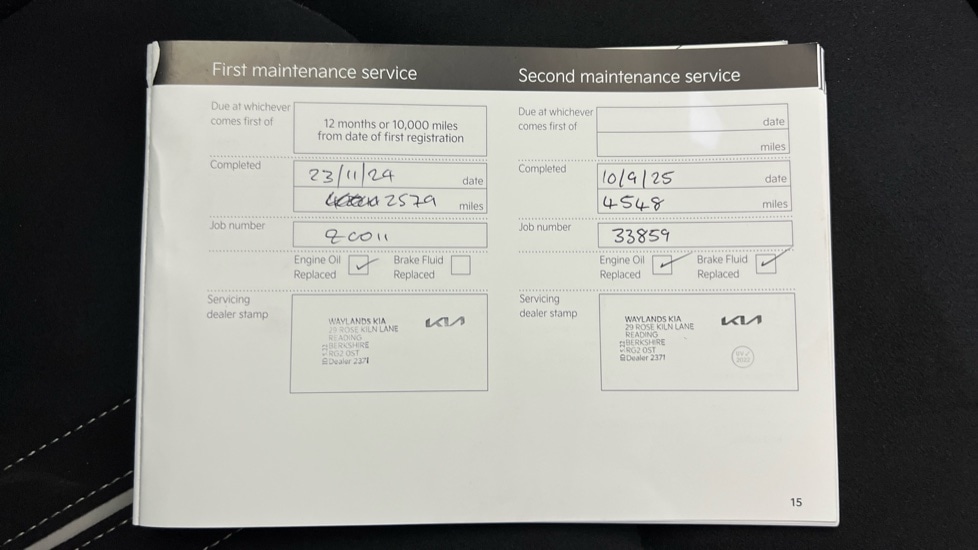 First maintenance service
Due at whichever
comes first of
12 months or 10,000 miles
from date of first registration
Completed
23/11/24
date
2579
miles
Job number
Engine Oil
Replaced
Brake Fluid
Replaced
Servicing
dealer stamp
WAYLANDS KIA
29 ROSE KILN LANE
READING
BERKSHIRE
RG2 0ST
Dealer 2371
KIA
Second maintenance service
Due at whichever
comes first of
date
miles
Completed
10/9/25
date
4548
miles
Job number
33859
Engine Oil
Replaced
Brake Fluid
Replaced
Servicing
dealer stamp
WAYLANDS KIA
29 ROSE KILN LANE
READING
BERKSHIRE
RG2 0ST
Dealer 2371
KIA
15